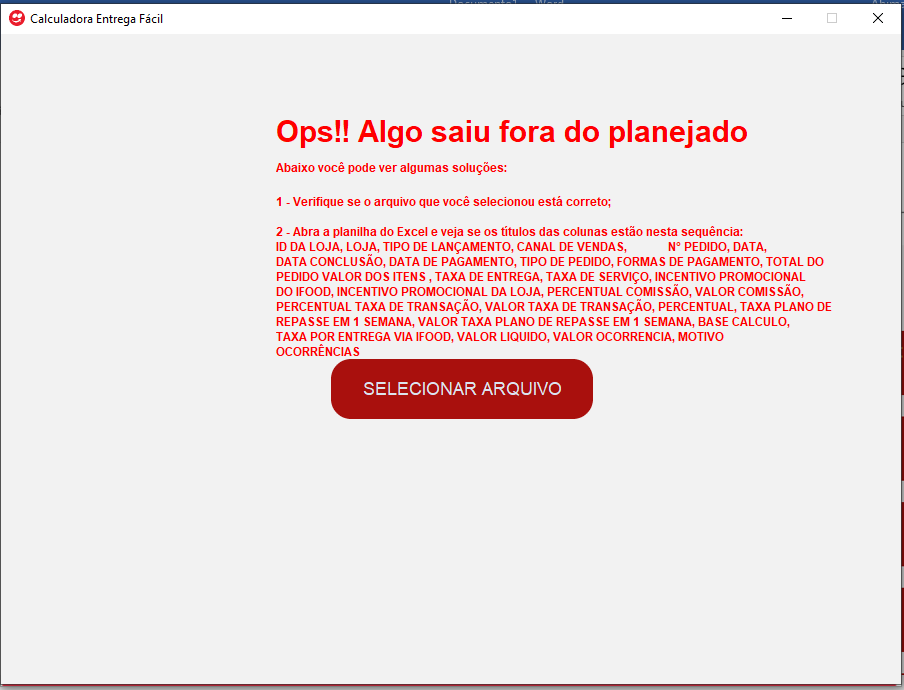 Calculadora Entrega Fácil
Ops!! Algo saiu fora do planejado
Abaixo você pode ver algumas soluções:
1 - Verifique se o arquivo que você selecionou está correto;
2 - Abra a planilha do Excel e veja se os títulos das colunas estão nesta sequência:
ID DA LOJA, LOJA, TIPO DE LANÇAMENTO, CANAL DE VENDAS, N° PEDIDO, DATA,
DATA CONCLUSÃO, DATA DE PAGAMENTO, TIPO DE PEDIDO, FORMAS DE PAGAMENTO, TOTAL DO
PEDIDO VALOR DOS ITENS , TAXA DE ENTREGA, TAXA DE SERVIÇO, INCENTIVO PROMOCIONAL
DO IFOOD, INCENTIVO PROMOCIONAL DA LOJA, PERCENTUAL COMISSÃO, VALOR COMISSÃO,
PERCENTUAL TAXA DE TRANSAÇÃO, VALOR TAXA DE TRANSAÇÃO, PERCENTUAL, TAXA PLANO DE
REPASSE EM 1 SEMANA, VALOR TAXA PLANO DE REPASSE EM 1 SEMANA, BASE CALCULO,
TAXA POR ENTREGA VIA IFOOD, VALOR LIQUIDO, VALOR OCORRENCIA, MOTIVO
OCORRÊNCIAS
SELECIONAR ARQUIVO